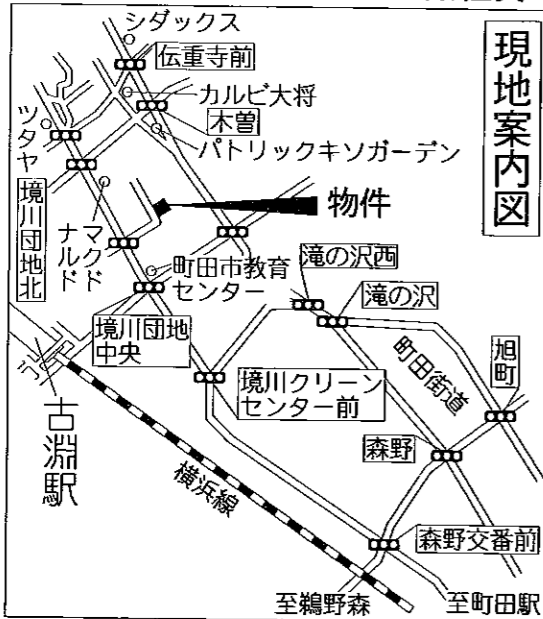 現地案内図
シダックス
伝重寺前
カルビ大将
木曽
パトリックキソガーデン
ツタヤ
境川団地北
マクド
ナルド
物件
町田市教育
センター
境川団地
中央
滝の沢西
滝の沢
町田街道
旭町
境川クリーン
センター前
森野
古淵駅
横浜線
森野交番前
至鵜野森
至町田駅